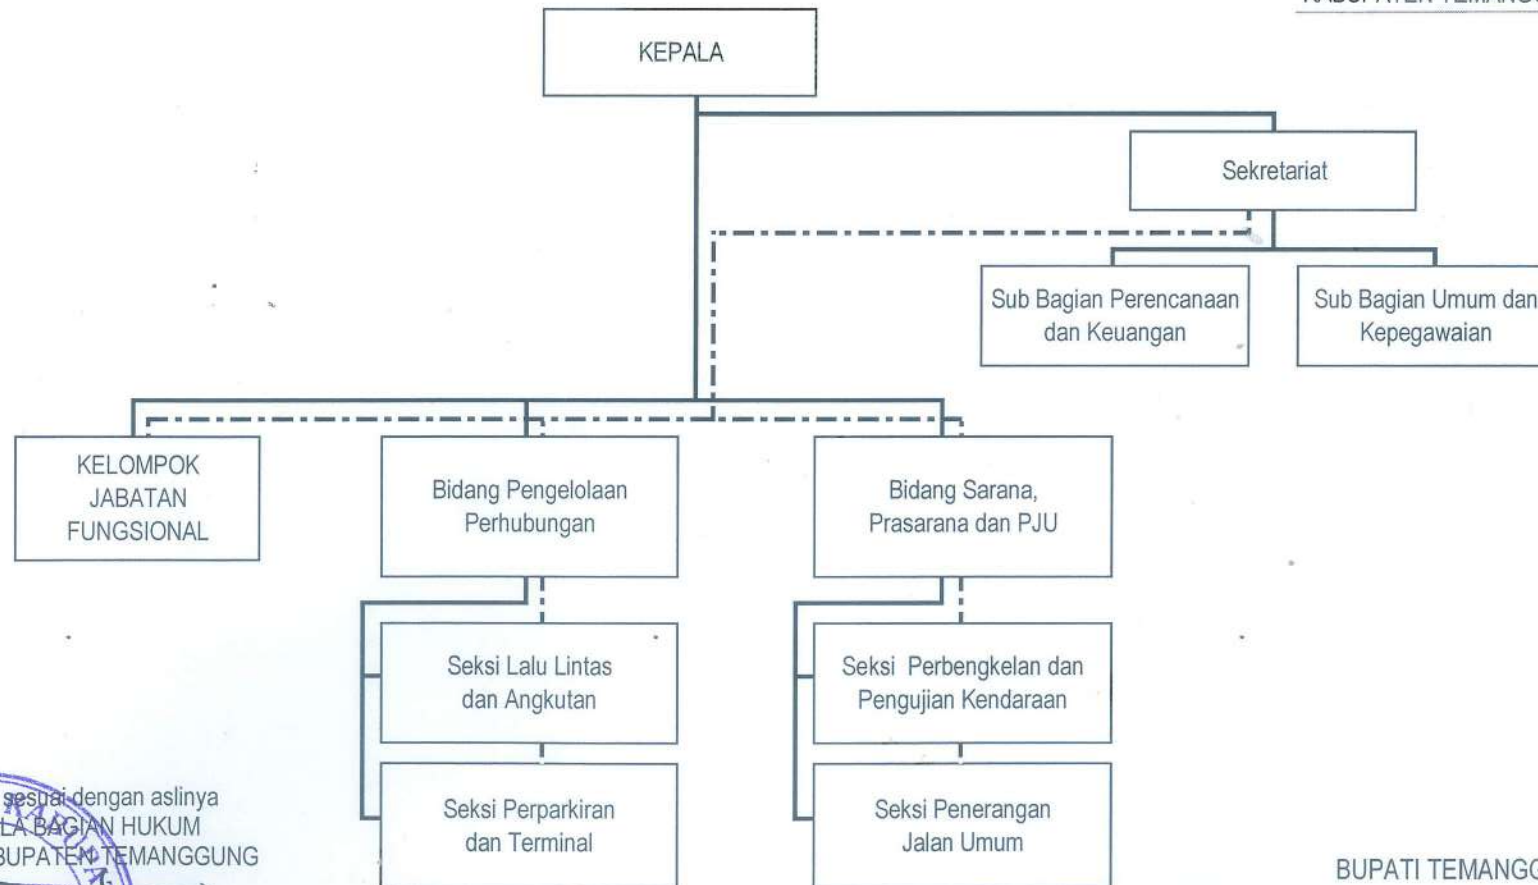 KEPALA
Sekretariat
Sub Bagian Perencanaan
dan Keuangan
Sub Bagian Umum dan
Kepegawaian
KELOMPOK
JABATAN
FUNGSIONAL
Bidang Pengelolaan
Perhubungan
Bidang Sarana,
Prasarana dan PJU
Seksi Lalu Lintas
dan Angkutan
Seksi Perbengkelan dan
Pengujian Kendaraan
Seksi Perparkiran
dan Terminal
Seksi Penerangan
Jalan Umum
sesuai dengan aslinya
BAGIAN HUKUM
TEMANGGUNG
BUPATI